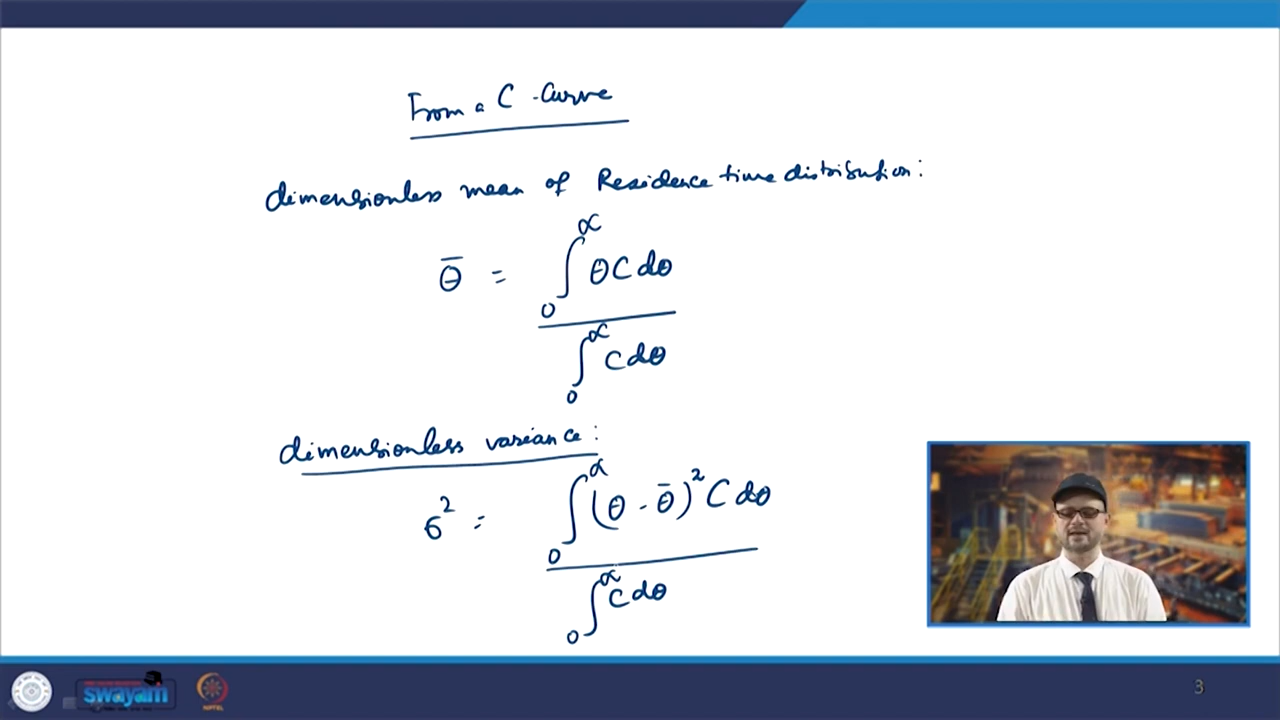 From a C-Curve
dimensionless mean of Residence time distribution:
θ̄ = ∫₀^∝ θ C dθ / ∫₀^∝ C dθ
dimensionless variance:
σ² = ∫₀^∝ (θ - θ̄)² C dθ / ∫₀^∝ C dθ
swayam
3